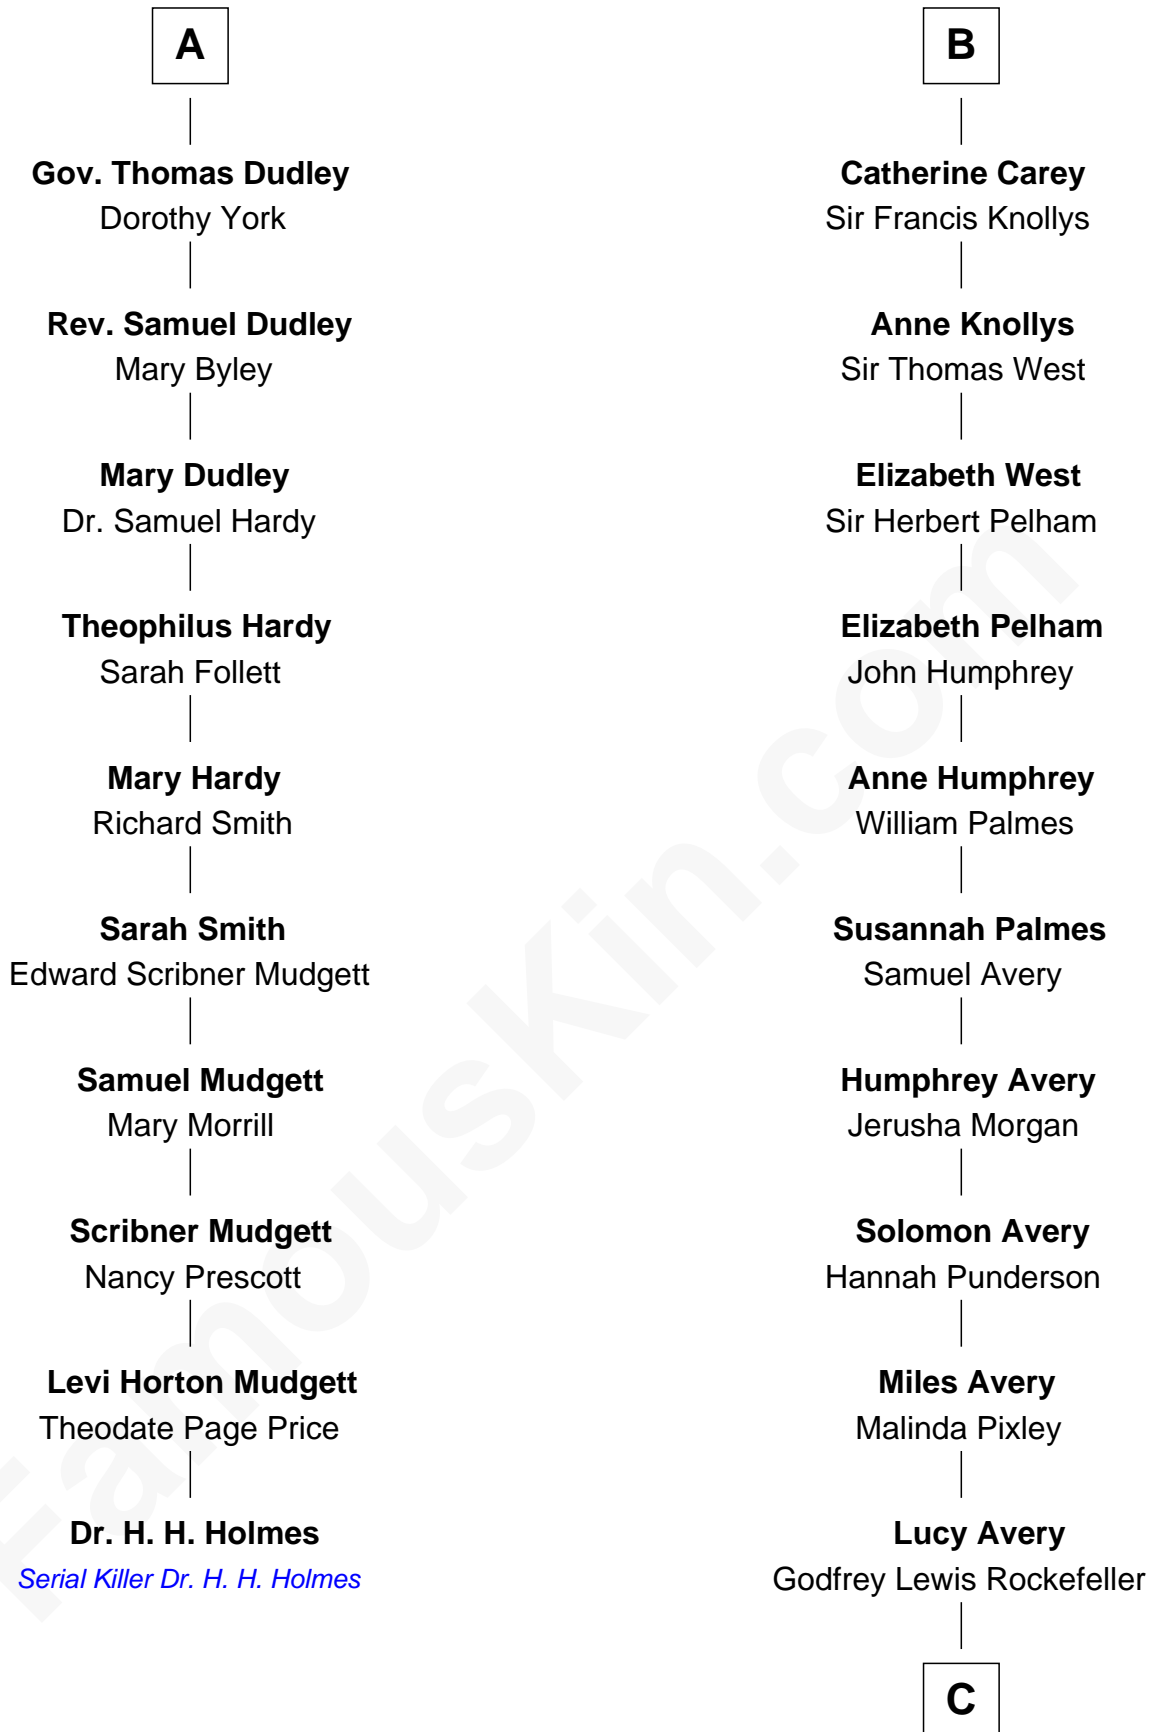 A
Gov. Thomas Dudley
Dorothy York
Rev. Samuel Dudley
Mary Byley
Mary Dudley
Dr. Samuel Hardy
Theophilus Hardy
Sarah Follett
Mary Hardy
Richard Smith
Sarah Smith
Edward Scribner Mudgett
Samuel Mudgett
Mary Morrill
Scribner Mudgett
Nancy Prescott
Levi Horton Mudgett
Theodate Page Price
Dr. H. H. Holmes
Serial Killer Dr. H. H. Holmes
B
Catherine Carey
Sir Francis Knollys
Anne Knollys
Sir Thomas West
Elizabeth West
Sir Herbert Pelham
Elizabeth Pelham
John Humphrey
Anne Humphrey
William Palmes
Susannah Palmes
Samuel Avery
Humphrey Avery
Jerusha Morgan
Solomon Avery
Hannah Punderson
Miles Avery
Malinda Pixley
Lucy Avery
Godfrey Lewis Rockefeller
C
FamousKin.com